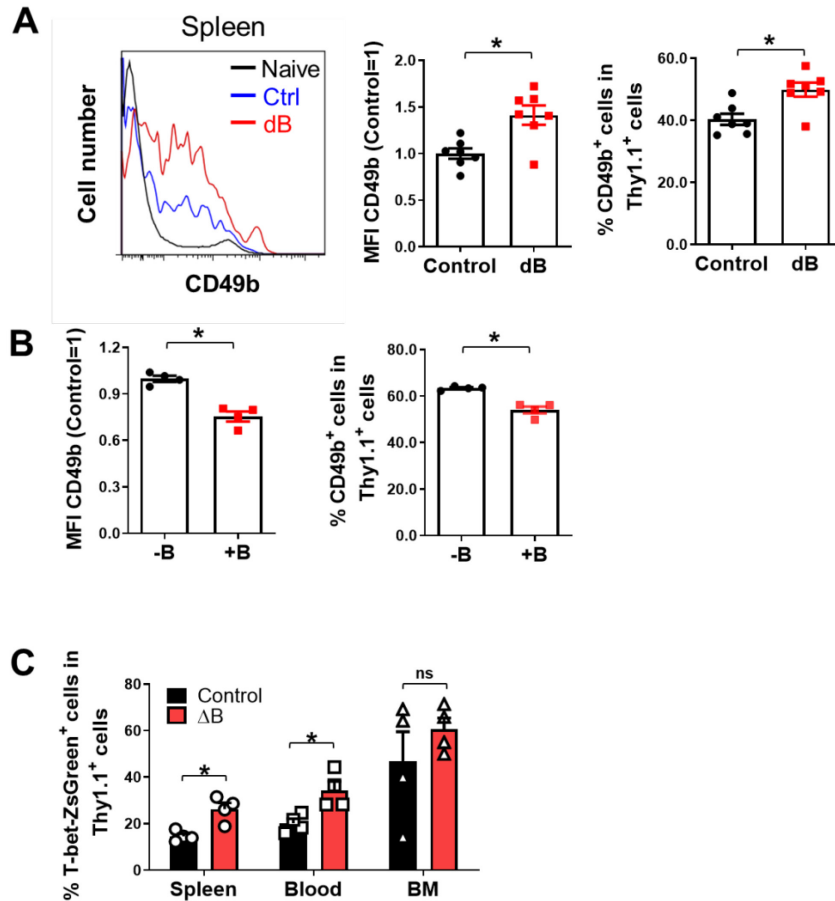 A
Spleen
Naive
Ctrl
dB
Cell number
CD49b
MFI CD49b (Control=1)
2.0
1.5
1.0
0.5
0.0
*
Control dB
% CD49b+ cells in
Thy1.1+ cells
60.0
40.0
20.0
0.0
*
Control dB
B
MFI CD49b (Control=1)
1.2
0.9
0.6
0.3
0.0
*
-B +B
% CD49b+ cells in
Thy1.1+ cells
80.0
60.0
40.0
20.0
0.0
*
-B +B
C
% T-bet-ZsGreen+ cells in
Thy1.1+ cells
80
60
40
20
0
Control
ΔB
*
*
ns
Spleen Blood BM